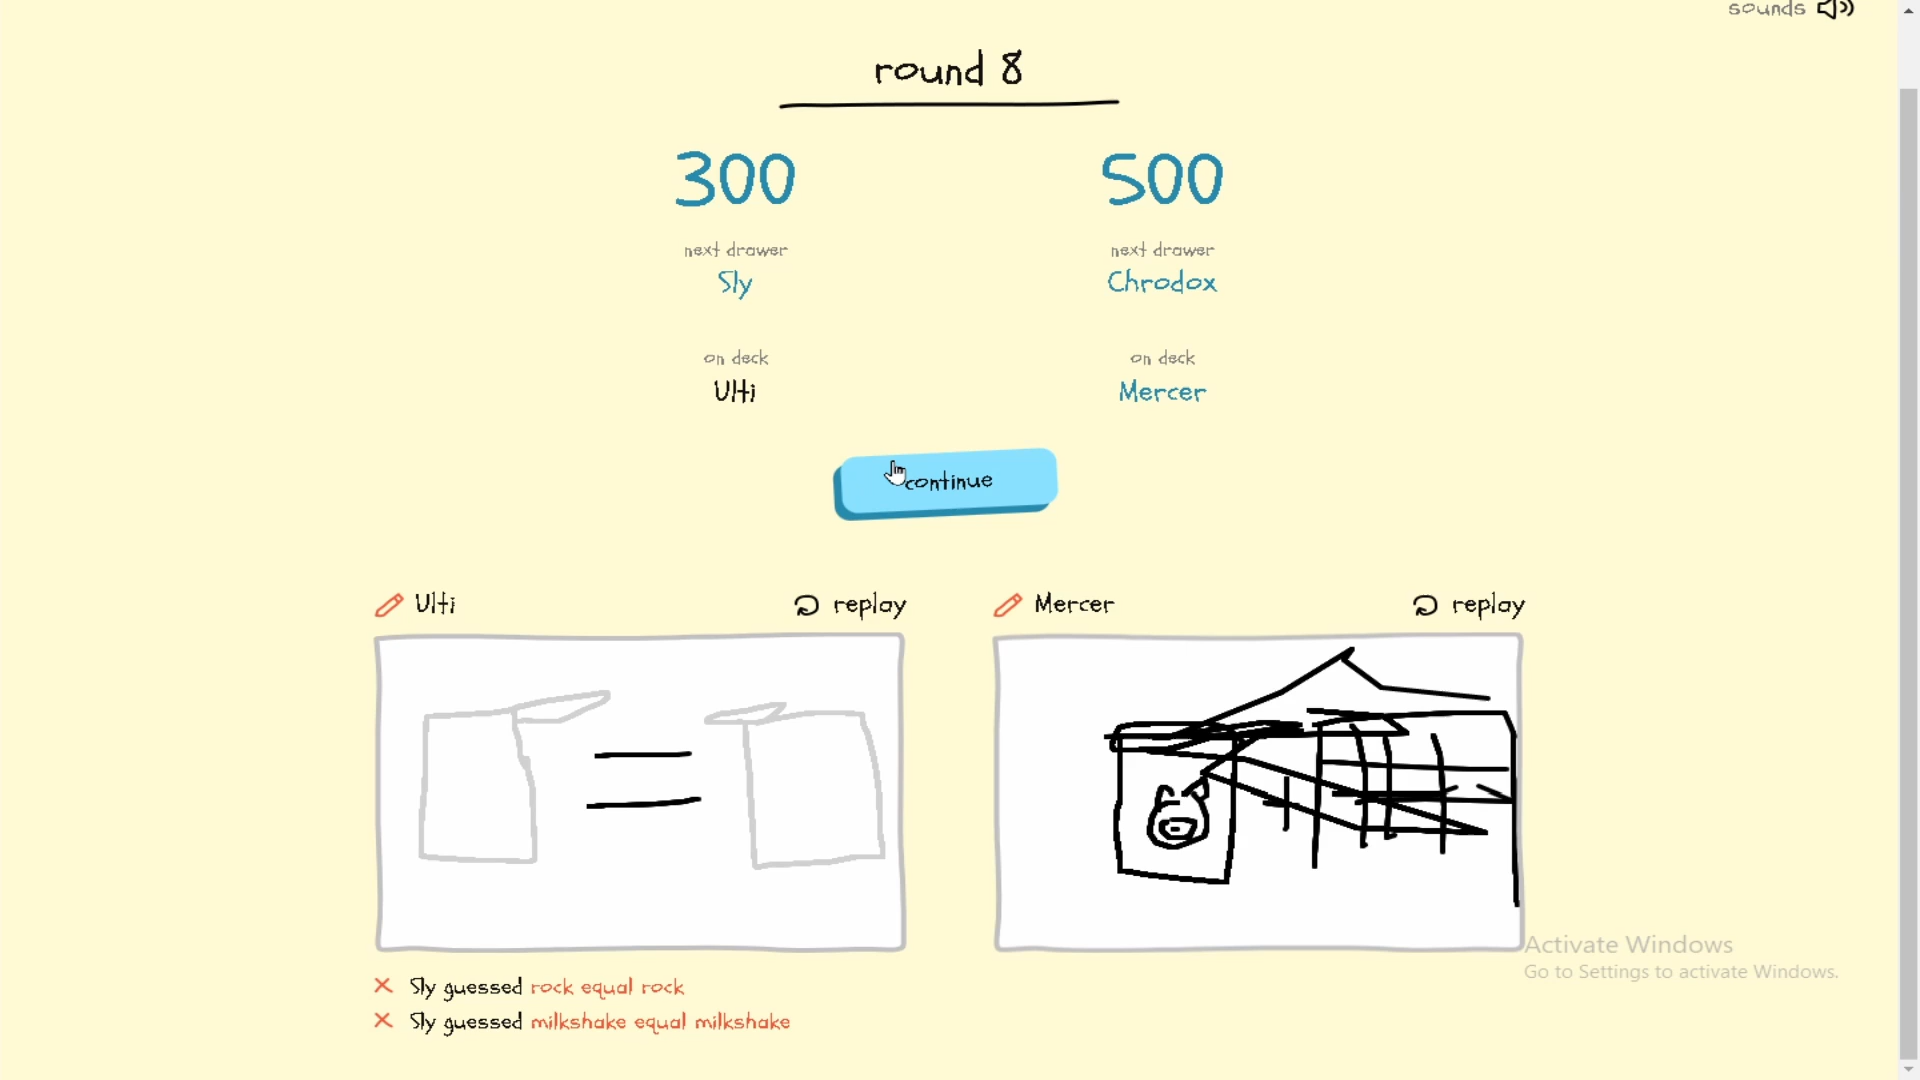 sounds
round 8
300
500
next drawer
next drawer
Sly
Chrodox
on deck
on deck
Ulti
Mercer
continue
Ulti
replay
Mercer
replay
Activate Windows
Go to Settings to activate Windows.
Sly guessed rock equal rock
Sly guessed milkshake equal milkshake